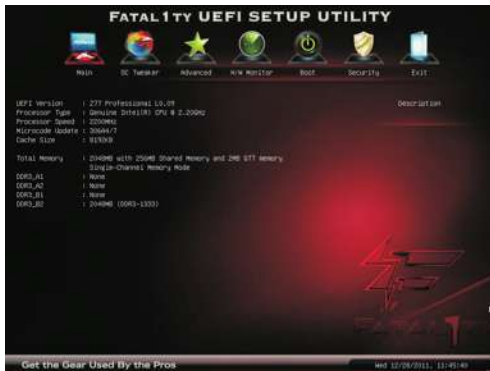 FATAL1TY UEFI SETUP UTILITY
Main OC Tweaker Advanced H/W Monitor Boot Security Exit
UEFI Version : Z77 Professional L0.09
Processor Type : Genuine Intel(R) CPU @ 2.20GHz
Processor Speed : 2200MHz
Microcode Update : 306A4/7
Cache Size : 8192KB
Total Memory : 2048MB with 256MB Shared Memory and 2MB GTT memory
Single-Channel Memory Mode
DDR3_A1 : None
DDR3_A2 : None
DDR3_B1 : None
DDR3_B2 : 2048MB (DDR3-1333)
Description
FATAL1TY
Get the Gear Used By the Pros
Wed 12/28/2011, 11:45:40